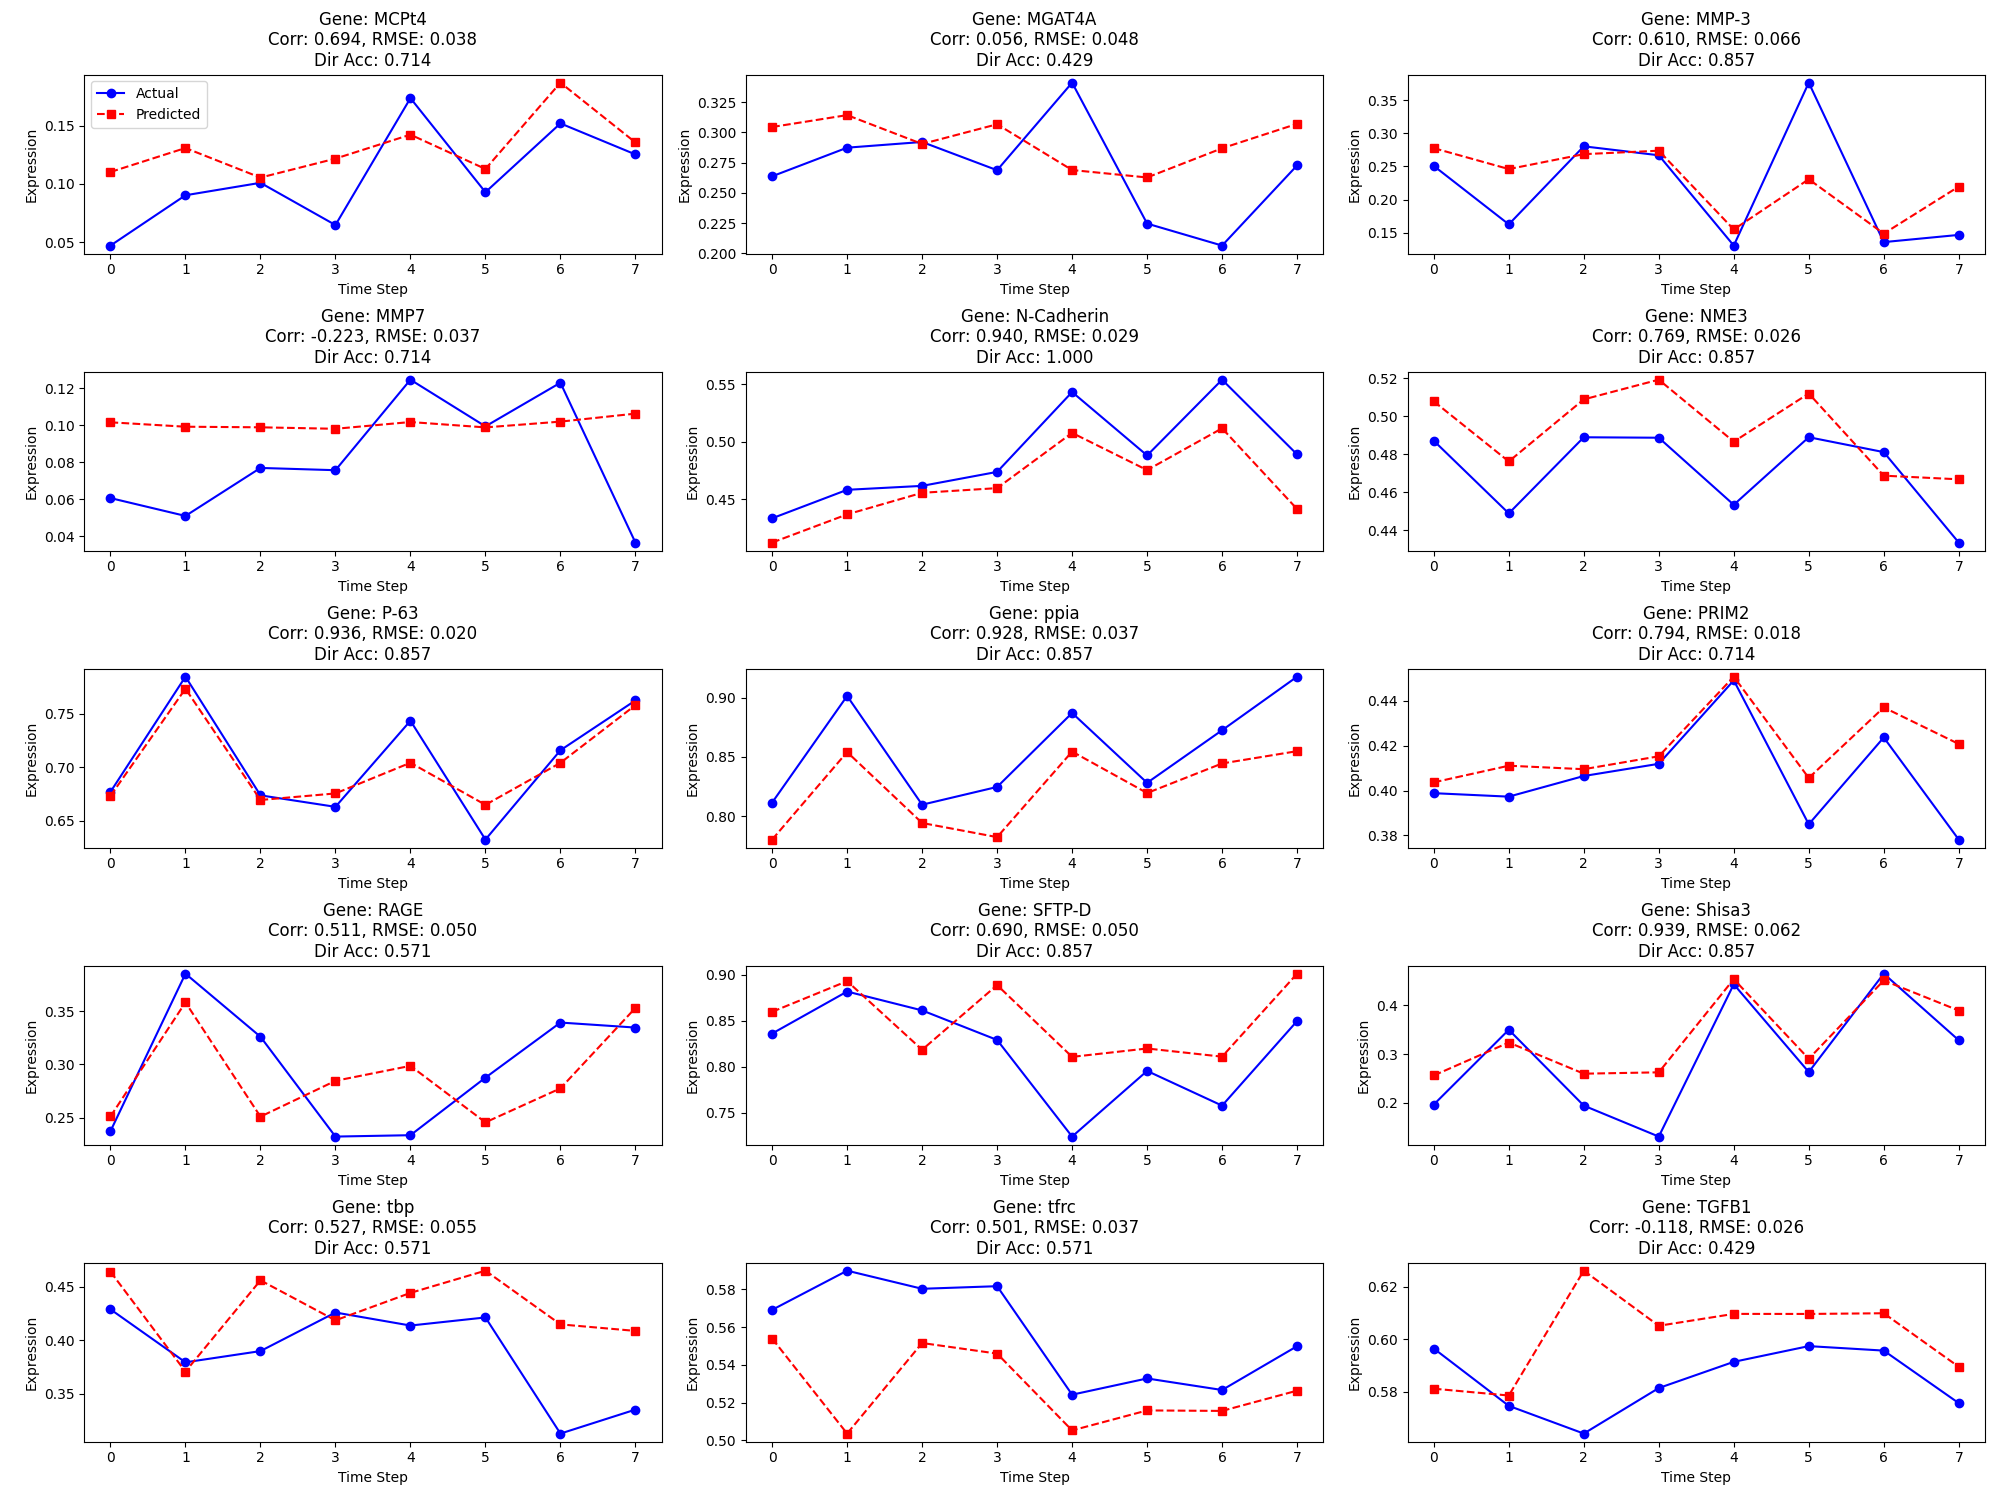 Gene: MCPt4
Corr: 0.694, RMSE: 0.038
Dir Acc: 0.714
Actual
Predicted
Expression
0.15
0.10
0.05
0 1 2 3 4 5 6 7
Time Step
Gene: MGAT4A
Corr: 0.056, RMSE: 0.048
Dir Acc: 0.429
Expression
0.325
0.300
0.275
0.250
0.225
0.200
0 1 2 3 4 5 6 7
Time Step
Gene: MMP-3
Corr: 0.610, RMSE: 0.066
Dir Acc: 0.857
Expression
0.35
0.30
0.25
0.20
0.15
0 1 2 3 4 5 6 7
Time Step
Gene: MMP7
Corr: -0.223, RMSE: 0.037
Dir Acc: 0.714
Expression
0.12
0.10
0.08
0.06
0.04
0 1 2 3 4 5 6 7
Time Step
Gene: N-Cadherin
Corr: 0.940, RMSE: 0.029
Dir Acc: 1.000
Expression
0.55
0.50
0.45
0 1 2 3 4 5 6 7
Time Step
Gene: NME3
Corr: 0.769, RMSE: 0.026
Dir Acc: 0.857
Expression
0.52
0.50
0.48
0.46
0.44
0 1 2 3 4 5 6 7
Time Step
Gene: P-63
Corr: 0.936, RMSE: 0.020
Dir Acc: 0.857
Expression
0.75
0.70
0.65
0 1 2 3 4 5 6 7
Time Step
Gene: ppia
Corr: 0.928, RMSE: 0.037
Dir Acc: 0.857
Expression
0.90
0.85
0.80
0 1 2 3 4 5 6 7
Time Step
Gene: PRIM2
Corr: 0.794, RMSE: 0.018
Dir Acc: 0.714
Expression
0.44
0.42
0.40
0.38
0 1 2 3 4 5 6 7
Time Step
Gene: RAGE
Corr: 0.511, RMSE: 0.050
Dir Acc: 0.571
Expression
0.35
0.30
0.25
0 1 2 3 4 5 6 7
Time Step
Gene: SFTP-D
Corr: 0.690, RMSE: 0.050
Dir Acc: 0.857
Expression
0.90
0.85
0.80
0.75
0 1 2 3 4 5 6 7
Time Step
Gene: Shisa3
Corr: 0.939, RMSE: 0.062
Dir Acc: 0.857
Expression
0.4
0.3
0.2
0 1 2 3 4 5 6 7
Time Step
Gene: tbp
Corr: 0.527, RMSE: 0.055
Dir Acc: 0.571
Expression
0.45
0.40
0.35
0 1 2 3 4 5 6 7
Time Step
Gene: tfrc
Corr: 0.501, RMSE: 0.037
Dir Acc: 0.571
Expression
0.58
0.56
0.54
0.52
0.50
0 1 2 3 4 5 6 7
Time Step
Gene: TGFB1
Corr: -0.118, RMSE: 0.026
Dir Acc: 0.429
Expression
0.62
0.60
0.58
0 1 2 3 4 5 6 7
Time Step